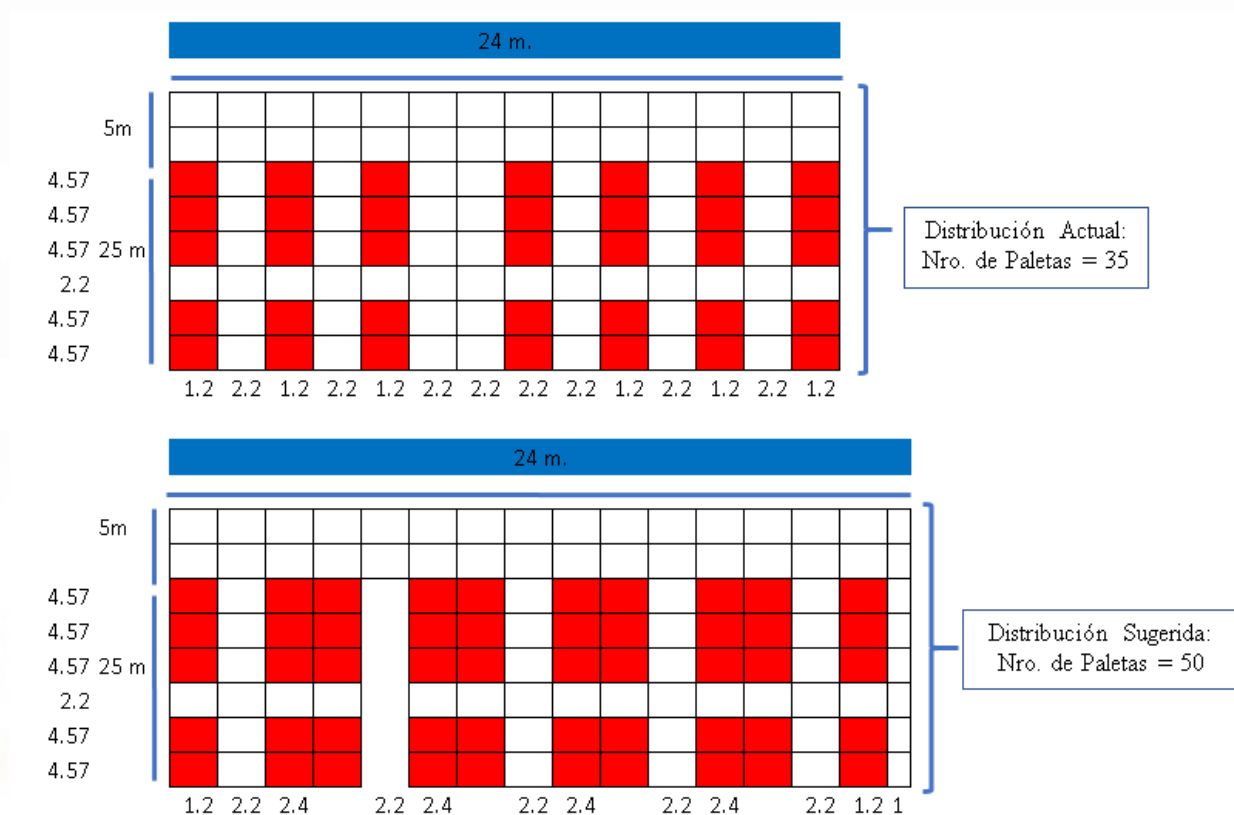 24 m.
5m
4.57
4.57
4.57 25 m
2.2
4.57
4.57
1.2 2.2 1.2 2.2 1.2 2.2 2.2 2.2 2.2 1.2 2.2 1.2 2.2 1.2
Distribución Actual:
Nro. de Paletas = 35
24 m.
5m
4.57
4.57
4.57 25 m
2.2
4.57
4.57
1.2 2.2 2.4 2.2 2.4 2.2 2.4 2.2 2.4 2.2 1.2 1
Distribución Sugerida:
Nro. de Paletas = 50